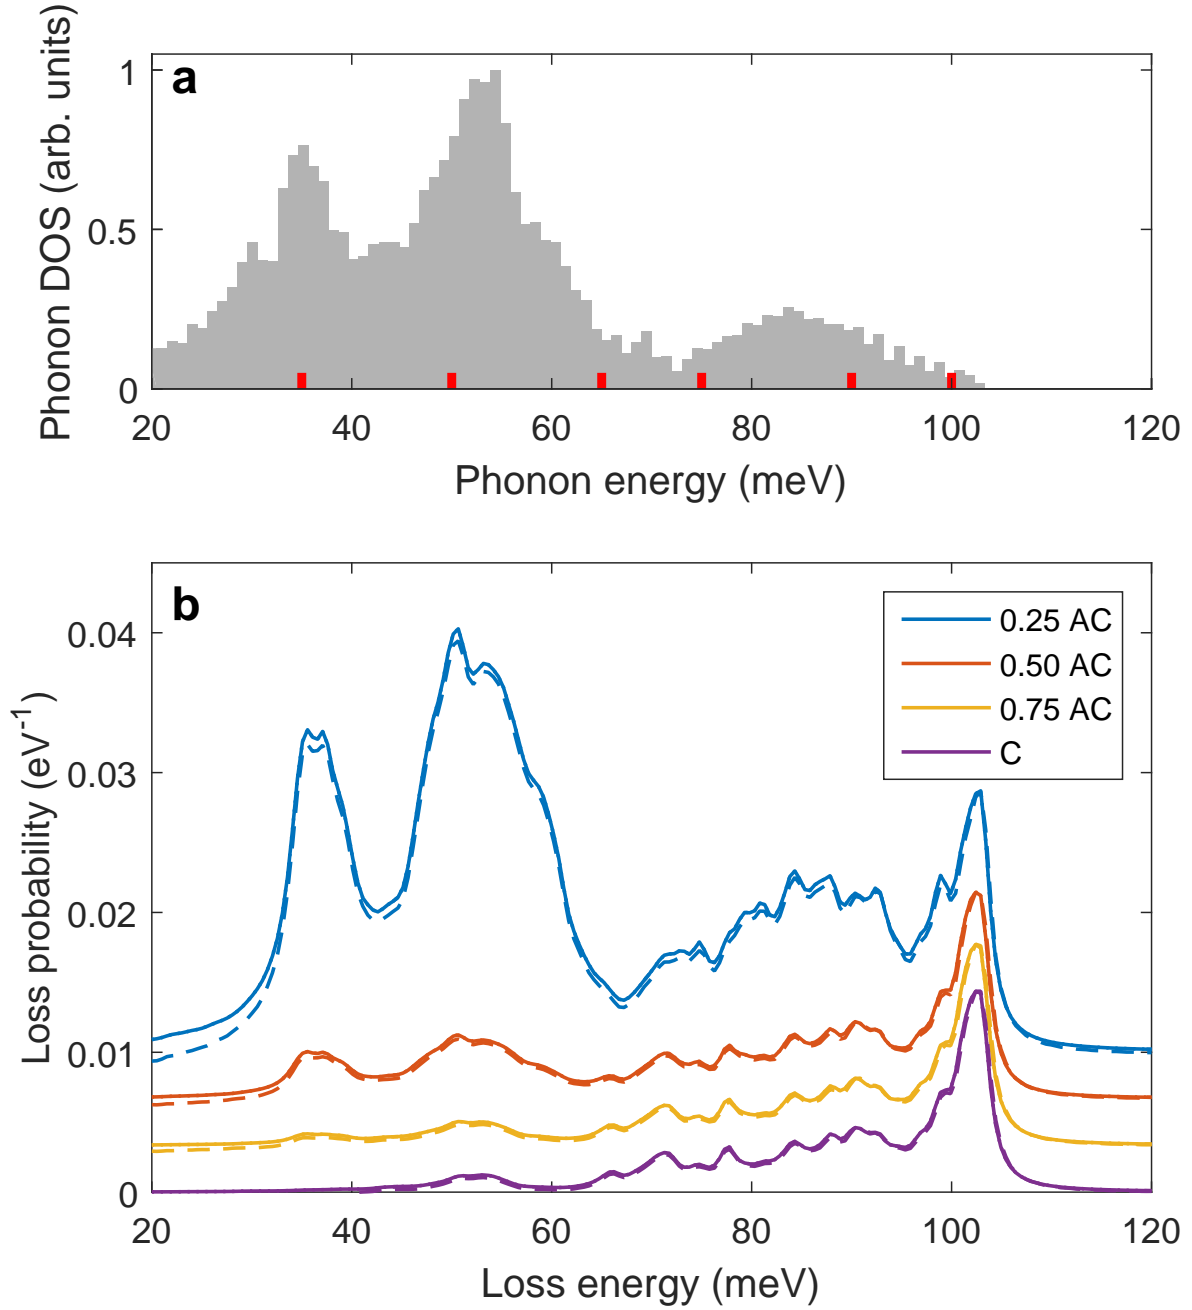 a
Phonon DOS (arb. units)
1
0.5
0
20 40 60 80 100 120
Phonon energy (meV)
b
Loss probability (eV⁻¹)
0.04
0.03
0.02
0.01
0
0.25 AC
0.50 AC
0.75 AC
C
20 40 60 80 100 120
Loss energy (meV)